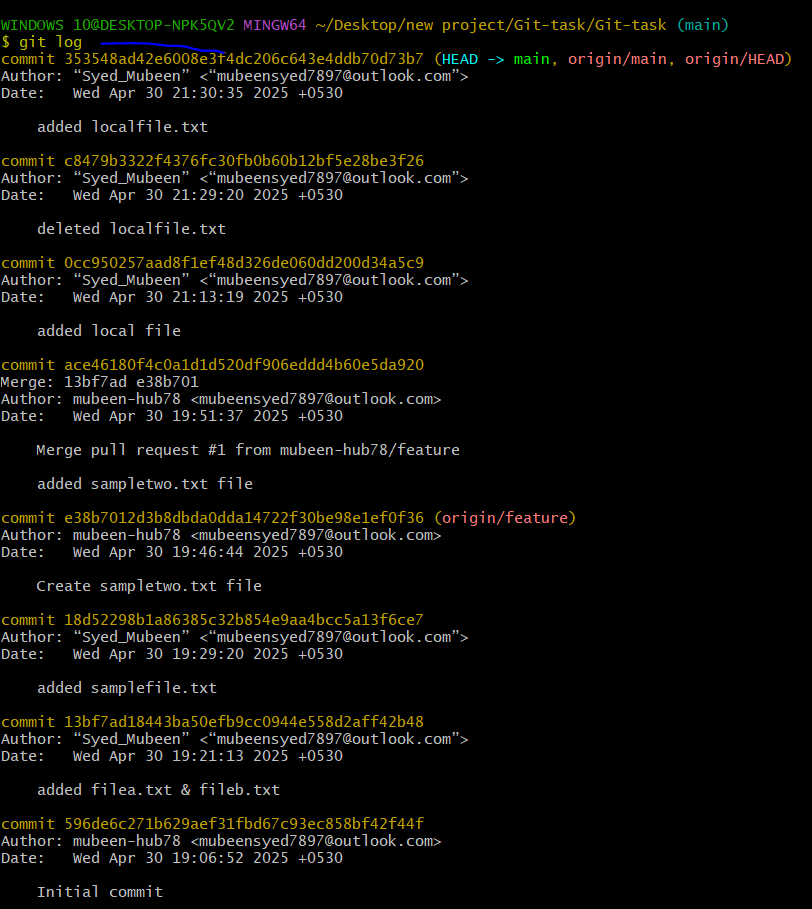 WINDOWS 10@DESKTOP-NPK5QV2 MINGW64 ~/Desktop/new project/Git-task/Git-task (main)
$ git log
commit 353548ad42e6008e3f4dc206c643e4ddb70d73b7 (HEAD -> main, origin/main, origin/HEAD)
Author: “Syed_Mubeen” <“mubeensyed7897@outlook.com”>
Date:   Wed Apr 30 21:30:35 2025 +0530
added localfile.txt
commit c8479b3322f4376fc30fb0b60b12bf5e28be3f26
Author: “Syed_Mubeen” <“mubeensyed7897@outlook.com”>
Date:   Wed Apr 30 21:29:20 2025 +0530
deleted localfile.txt
commit 0cc950257aad8f1ef48d326de060dd200d34a5c9
Author: “Syed_Mubeen” <“mubeensyed7897@outlook.com”>
Date:   Wed Apr 30 21:13:19 2025 +0530
added local file
commit ace46180f4c0a1d1d520df906eddd4b60e5da920
Merge: 13bf7ad e38b701
Author: mubeen-hub78 <mubeensyed7897@outlook.com>
Date:   Wed Apr 30 19:51:37 2025 +0530
Merge pull request #1 from mubeen-hub78/feature
added sampletwo.txt file
commit e38b7012d3b8dbda0dda14722f30be98e1ef0f36 (origin/feature)
Author: mubeen-hub78 <mubeensyed7897@outlook.com>
Date:   Wed Apr 30 19:46:44 2025 +0530
Create sampletwo.txt file
commit 18d52298b1a86385c32b854e9aa4bcc5a13f6ce7
Author: “Syed_Mubeen” <“mubeensyed7897@outlook.com”>
Date:   Wed Apr 30 19:29:20 2025 +0530
added samplefile.txt
commit 13bf7ad18443ba50efb9cc0944e558d2aff42b48
Author: “Syed_Mubeen” <“mubeensyed7897@outlook.com”>
Date:   Wed Apr 30 19:21:13 2025 +0530
added filea.txt & fileb.txt
commit 596de6c271b629aef31fbd67c93ec858bf42f44f
Author: mubeen-hub78 <mubeensyed7897@outlook.com>
Date:   Wed Apr 30 19:06:52 2025 +0530
Initial commit